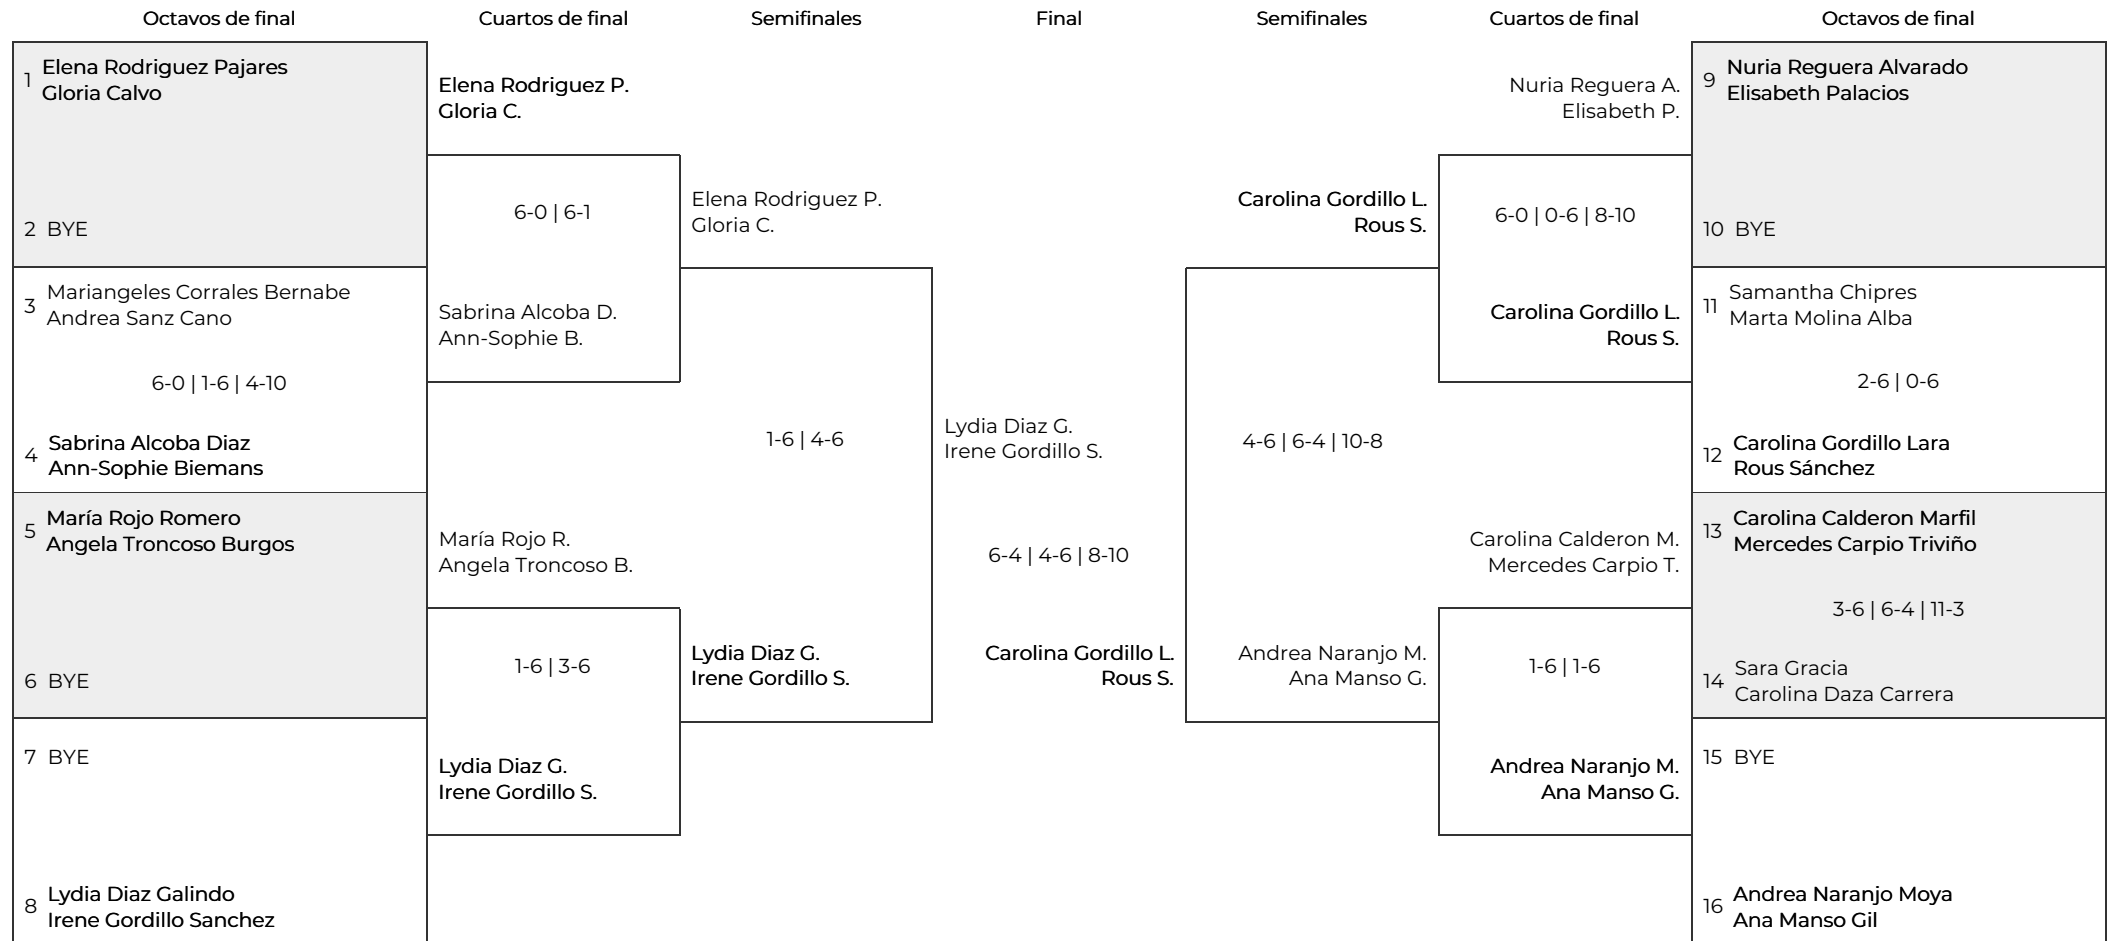 Octavos de final
Cuartos de final
Semifinales
Final
Semifinales
Cuartos de final
Octavos de final
1
Elena Rodriguez Pajares
Gloria Calvo
2 BYE
3
Mariangeles Corrales Bernabe
Andrea Sanz Cano
6-0 | 1-6 | 4-10
4
Sabrina Alcoba Diaz
Ann-Sophie Biemans
5
María Rojo Romero
Angela Troncoso Burgos
6 BYE
7 BYE
8
Lydia Diaz Galindo
Irene Gordillo Sanchez
Elena Rodriguez P.
Gloria C.
6-0 | 6-1
Sabrina Alcoba D.
Ann-Sophie B.
María Rojo R.
Angela Troncoso B.
1-6 | 3-6
Lydia Diaz G.
Irene Gordillo S.
Elena Rodriguez P.
Gloria C.
1-6 | 4-6
Lydia Diaz G.
Irene Gordillo S.
Lydia Diaz G.
Irene Gordillo S.
6-4 | 4-6 | 8-10
Carolina Gordillo L.
Rous S.
Carolina Gordillo L.
Rous S.
4-6 | 6-4 | 10-8
Andrea Naranjo M.
Ana Manso G.
Nuria Reguera A.
Elisabeth P.
6-0 | 0-6 | 8-10
Carolina Gordillo L.
Rous S.
Carolina Calderon M.
Mercedes Carpio T.
1-6 | 1-6
Andrea Naranjo M.
Ana Manso G.
9
Nuria Reguera Alvarado
Elisabeth Palacios
10 BYE
11
Samantha Chipres
Marta Molina Alba
2-6 | 0-6
12
Carolina Gordillo Lara
Rous Sánchez
13
Carolina Calderon Marfil
Mercedes Carpio Triviño
3-6 | 6-4 | 11-3
14
Sara Gracia
Carolina Daza Carrera
15 BYE
16
Andrea Naranjo Moya
Ana Manso Gil